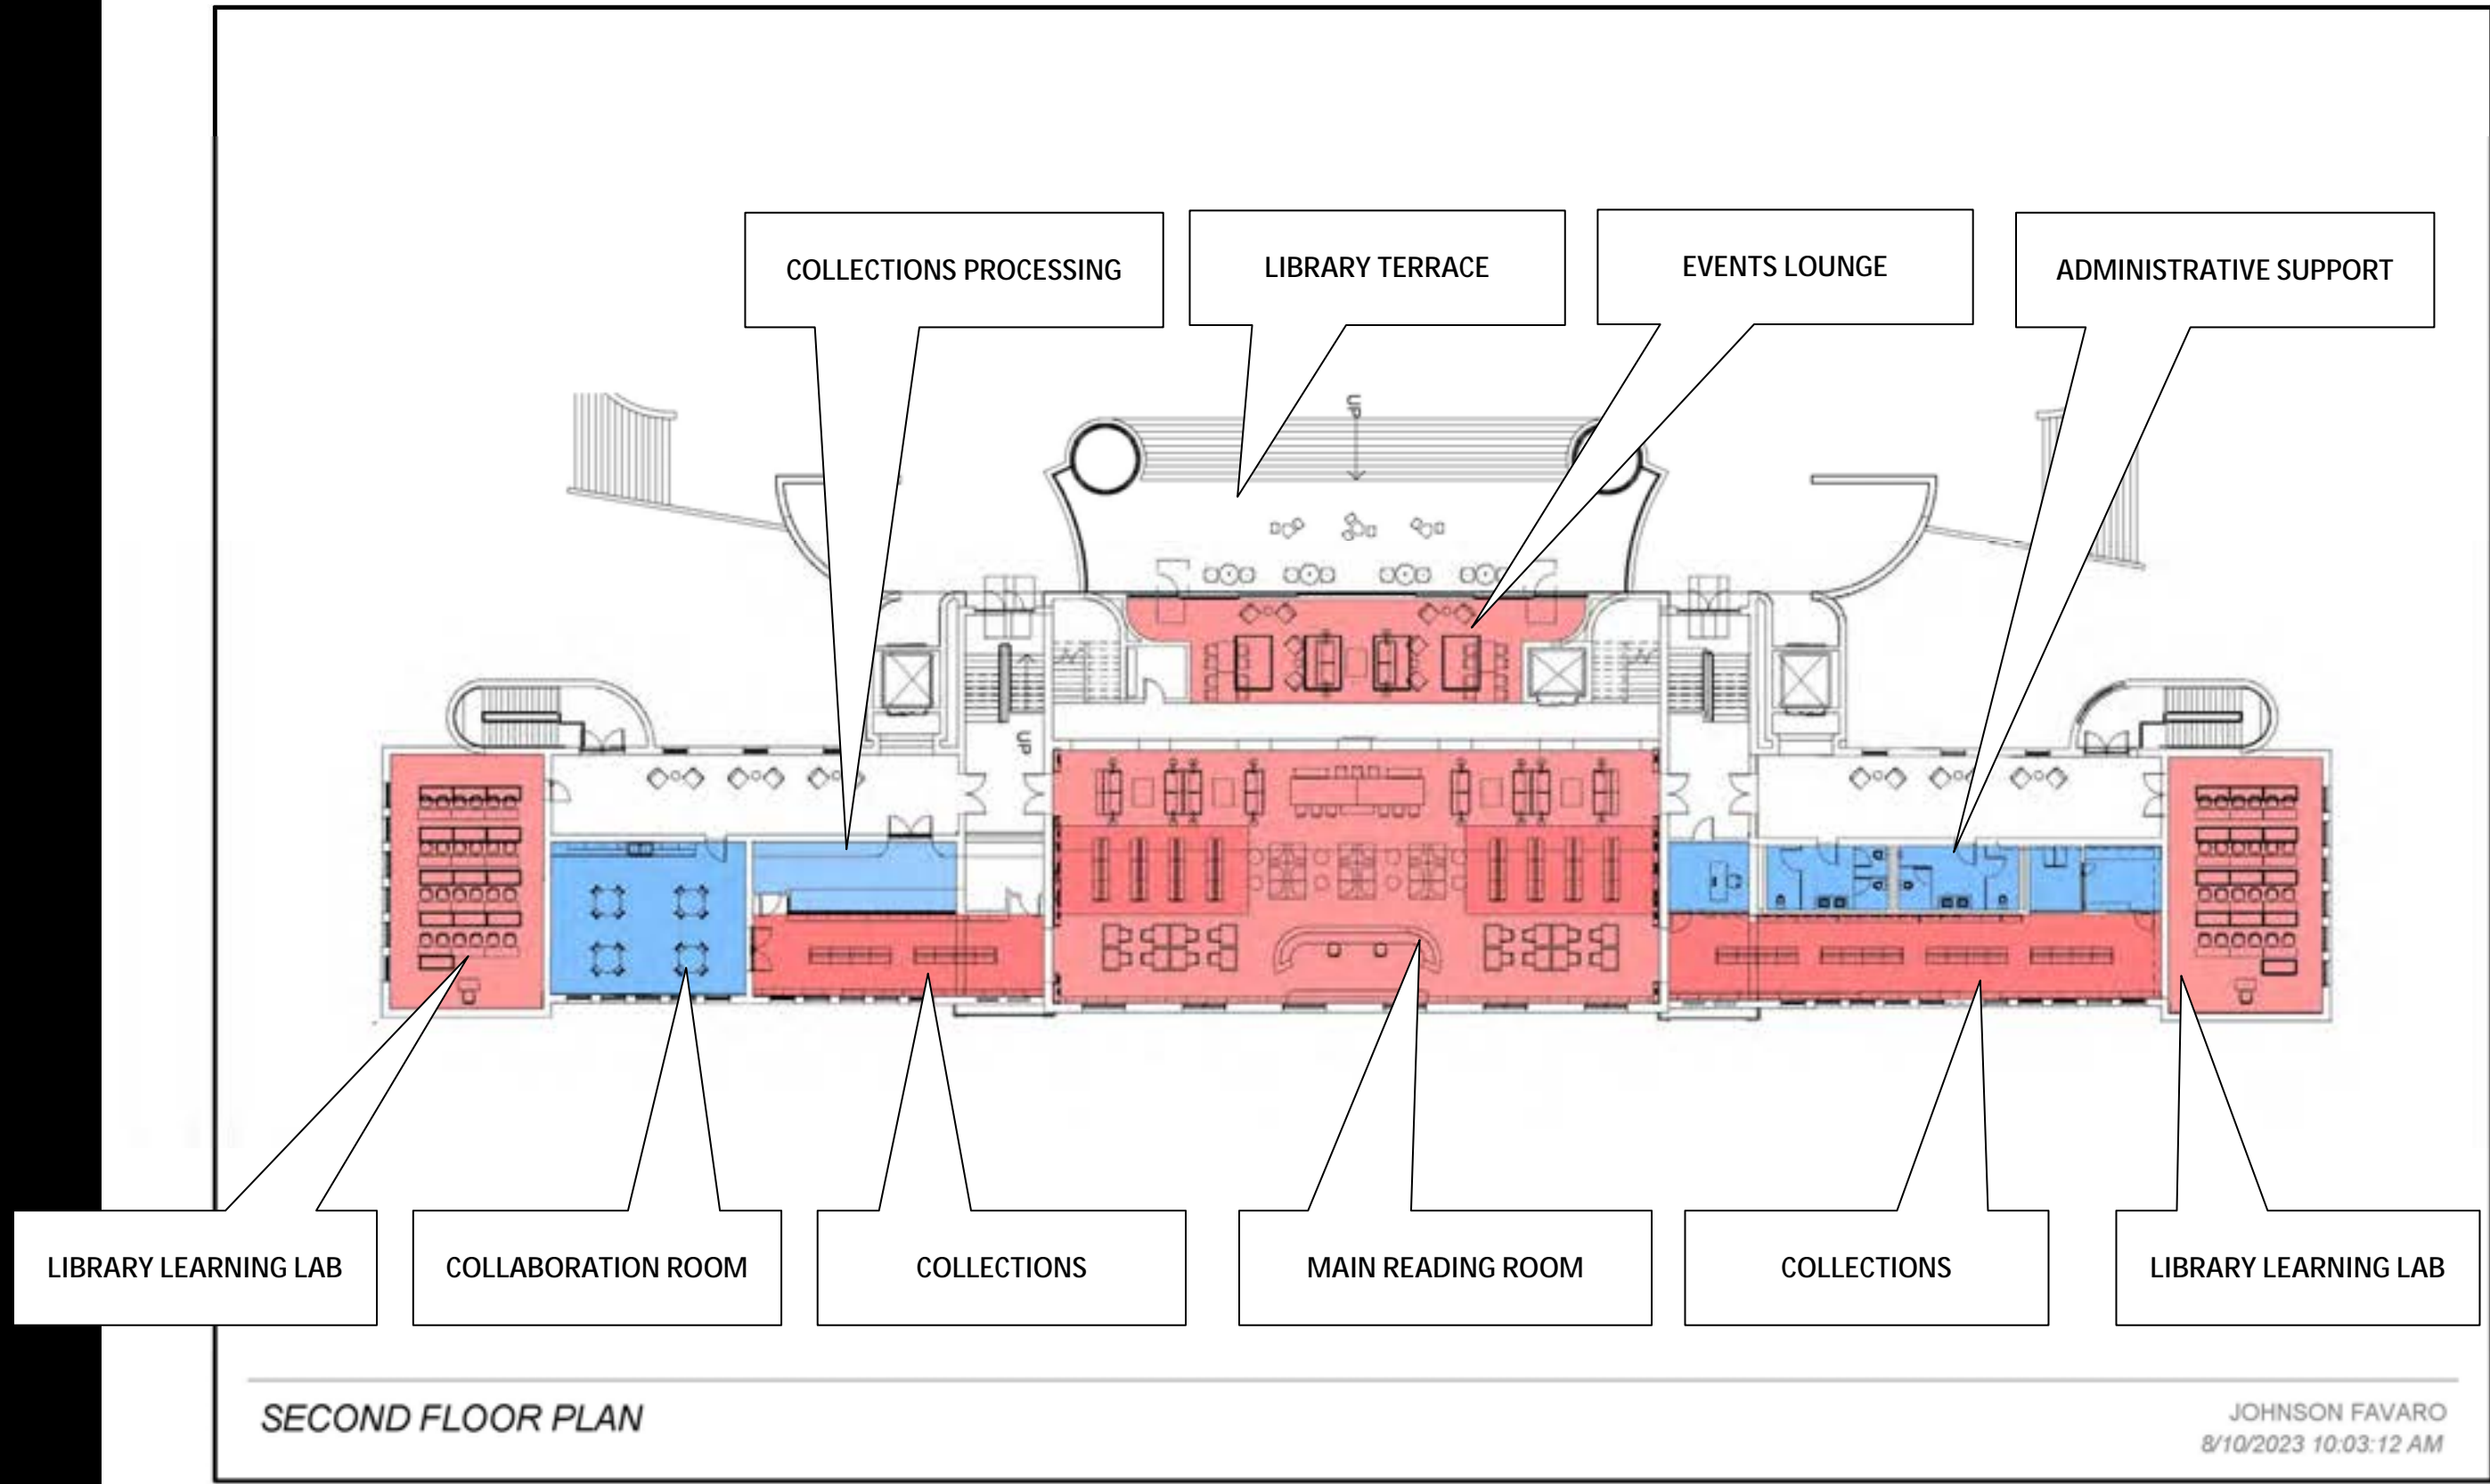 COLLECTIONS PROCESSING
LIBRARY TERRACE
EVENTS LOUNGE
ADMINISTRATIVE SUPPORT
UP
UP
LIBRARY LEARNING LAB
COLLABORATION ROOM
COLLECTIONS
MAIN READING ROOM
COLLECTIONS
LIBRARY LEARNING LAB
SECOND FLOOR PLAN
JOHNSON FAVARO
8/10/2023 10:03:12 AM